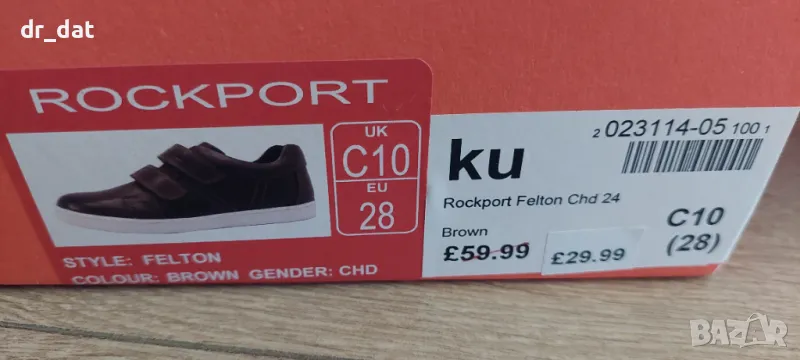 dr_dat
ROCKPORT
UK
C10
EU
28
STYLE: FELTON
COLOUR: BROWN GENDER: CHD
ku
2 023114-05 100 1
Rockport Felton Chd 24
Brown
C10
(28)
£59.99
£29.99
BAZAR